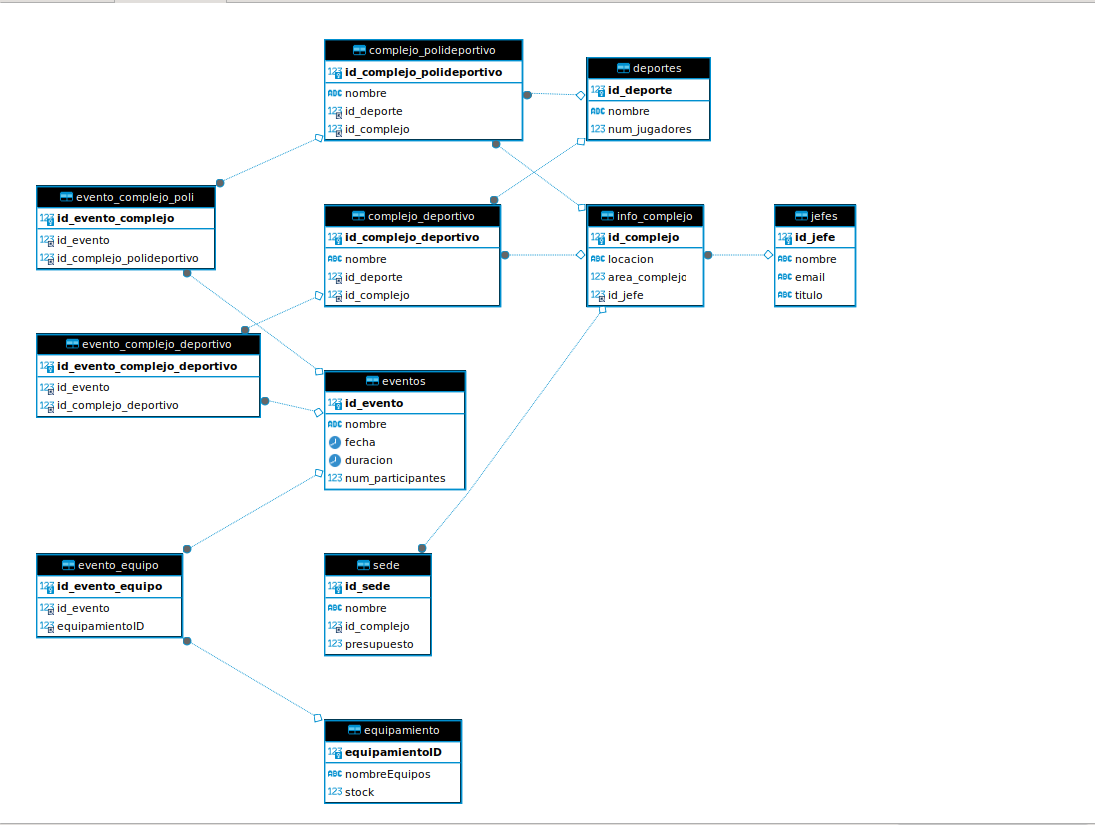 complejo_polideportivo
id_complejo_polideportivo
nombre
id_deporte
id_complejo
deportes
id_deporte
nombre
num_jugadores
evento_complejo_poli
id_evento_complejo
id_evento
id_complejo_polideportivo
complejo_deportivo
id_complejo_deportivo
nombre
id_deporte
id_complejo
info_complejo
id_complejo
locacion
area_complejo
id_jefe
jefes
id_jefe
nombre
email
titulo
evento_complejo_deportivo
id_evento_complejo_deportivo
id_evento
id_complejo_deportivo
eventos
id_evento
nombre
fecha
duracion
num_participantes
evento_equipo
id_evento_equipo
id_evento
equipamientoID
sede
id_sede
nombre
id_complejo
presupuesto
equipamiento
equipamientoID
nombreEquipos
stock